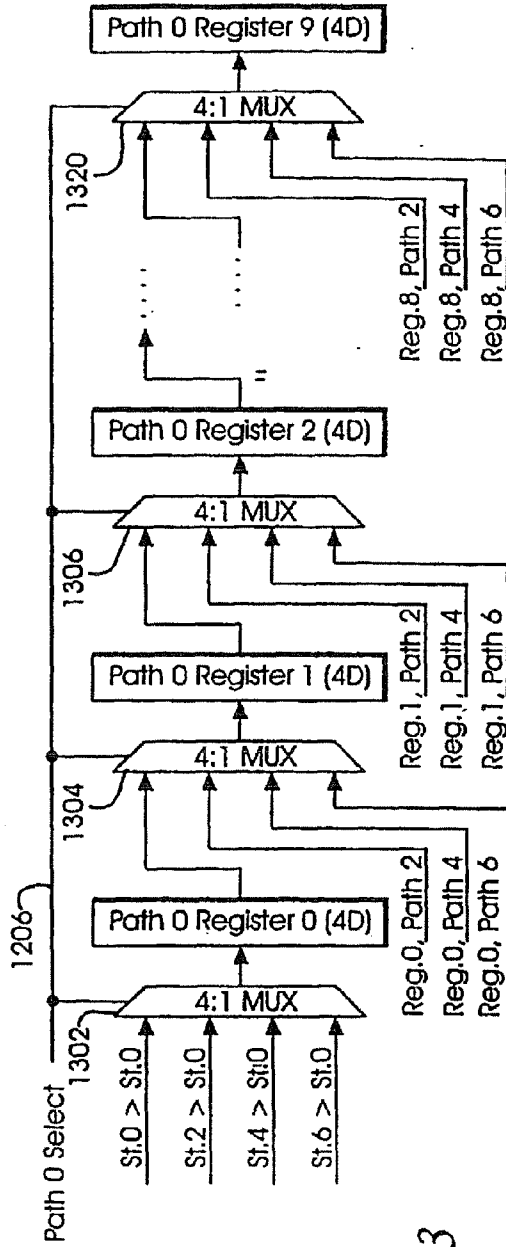 Path 0 Select
1206
1302
1304
1306
1320
St.0 > St.0
St.2 > St.0
St.4 > St.0
St.6 > St.0
4:1 MUX
Path 0 Register 0 (4D)
Reg.0, Path 2
Reg.0, Path 4
Reg.0, Path 6
4:1 MUX
Path 0 Register 1 (4D)
Reg.1, Path 2
Reg.1, Path 4
Reg.1, Path 6
4:1 MUX
Path 0 Register 2 (4D)
Reg.8, Path 2
Reg.8, Path 4
Reg.8, Path 6
4:1 MUX
Path 0 Register 9 (4D)
3